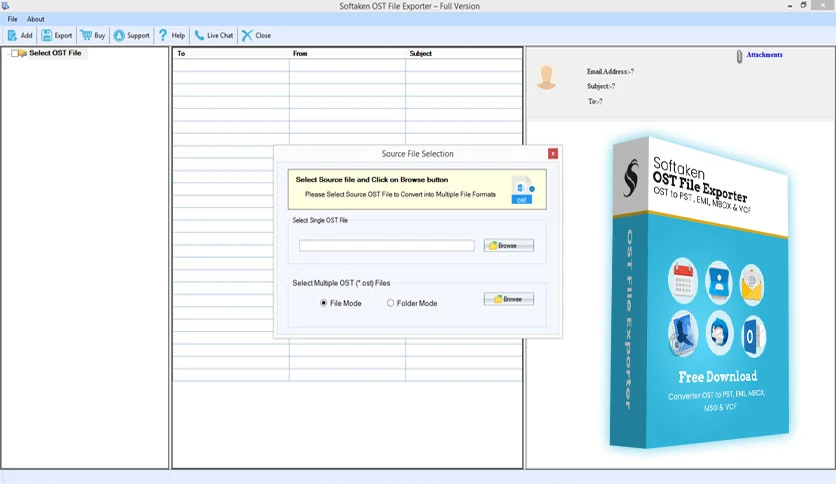 Softaken OST File Exporter – Full Version
File About
Add Export Buy Support Help Live Chat Close
Select OST File
To From Subject
Attachments
Email Address:-?
Subject:-?
To:-?
Source File Selection
Select Source file and Click on Browse button
Please Select Source OST File to Convert into Multiple File Formats
ost
Select Single OST File
Browse
Select Multiple OST (*.ost) Files
File Mode Folder Mode Browse
Softaken
OST File Exporter
OST to PST, EML, MBOX & VCF
OST File Exporter
Free Download
Converter OST to PST, EML, MBOX,
MSG & VCF